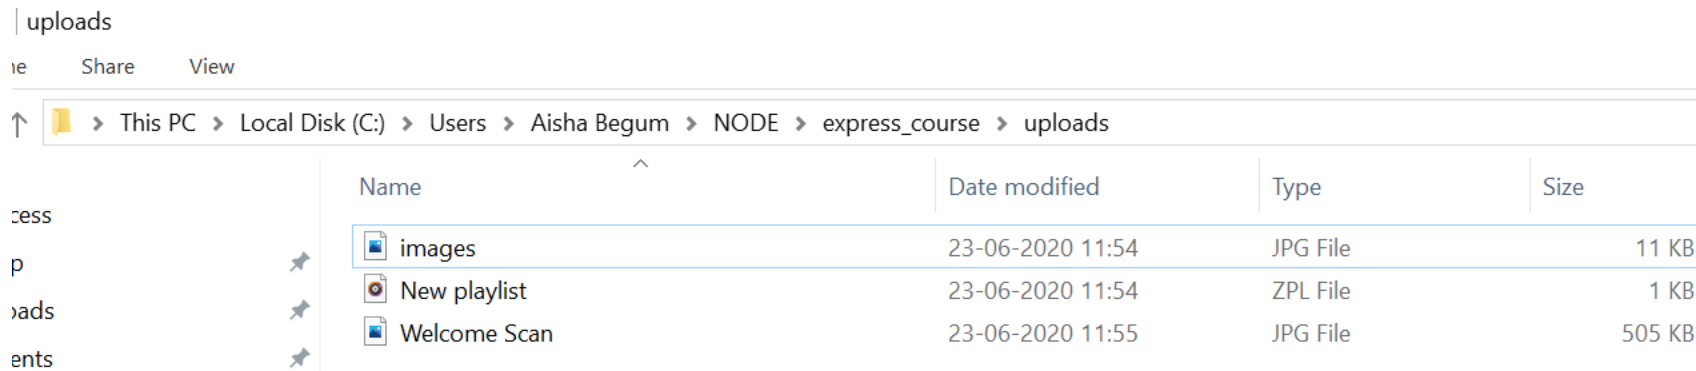 uploads
Share View
This PC > Local Disk (C:) > Users > Aisha Begum > NODE > express_course > uploads
Name Date modified Type Size
images 23-06-2020 11:54 JPG File 11 KB
New playlist 23-06-2020 11:54 ZPL File 1 KB
Welcome Scan 23-06-2020 11:55 JPG File 505 KB